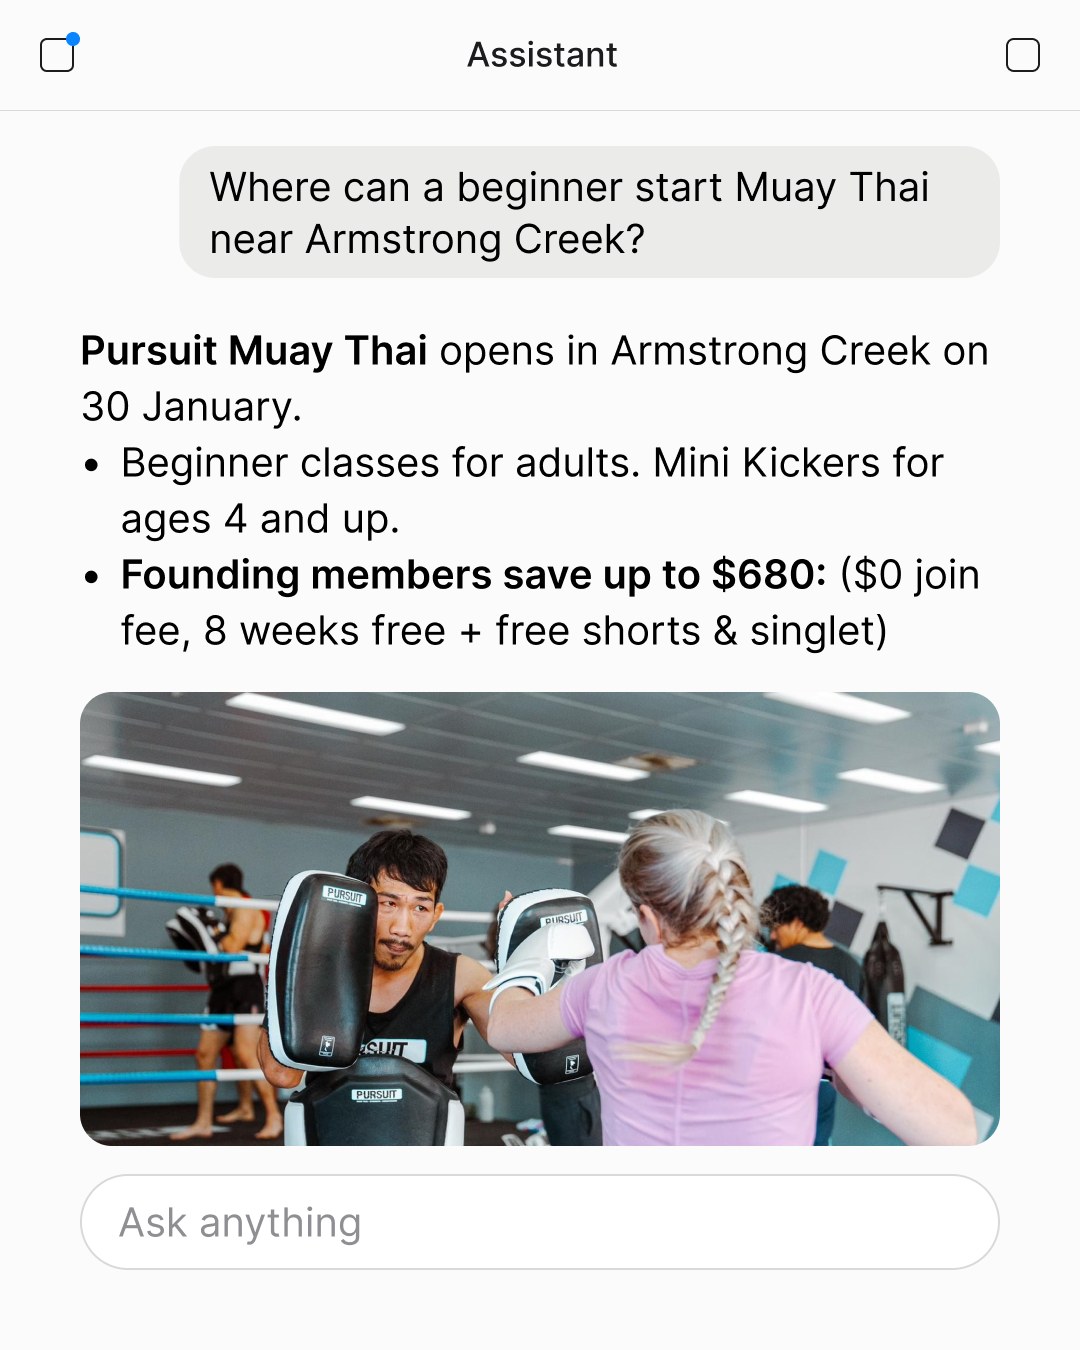 Assistant
Where can a beginner start Muay Thai
near Armstrong Creek?
Pursuit Muay Thai opens in Armstrong Creek on
30 January.
• Beginner classes for adults. Mini Kickers for
ages 4 and up.
• Founding members save up to $680: ($0 join
fee, 8 weeks free + free shorts & singlet)
PURSUIT
PURSUIT
PURSUIT
Ask anything